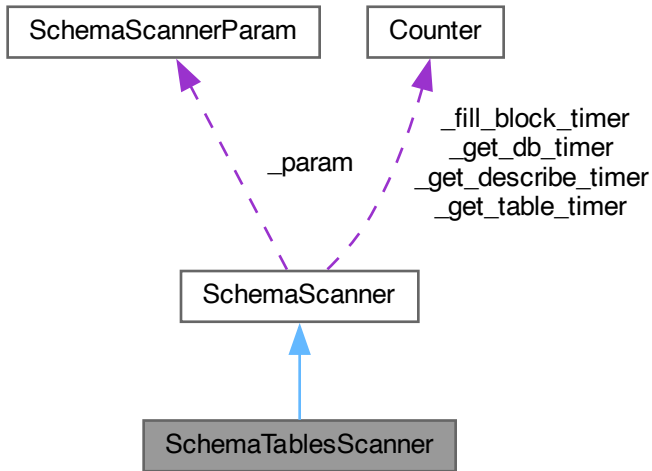 SchemaScannerParam
Counter
_param
_fill_block_timer
_get_db_timer
_get_describe_timer
_get_table_timer
SchemaScanner
SchemaTablesScanner